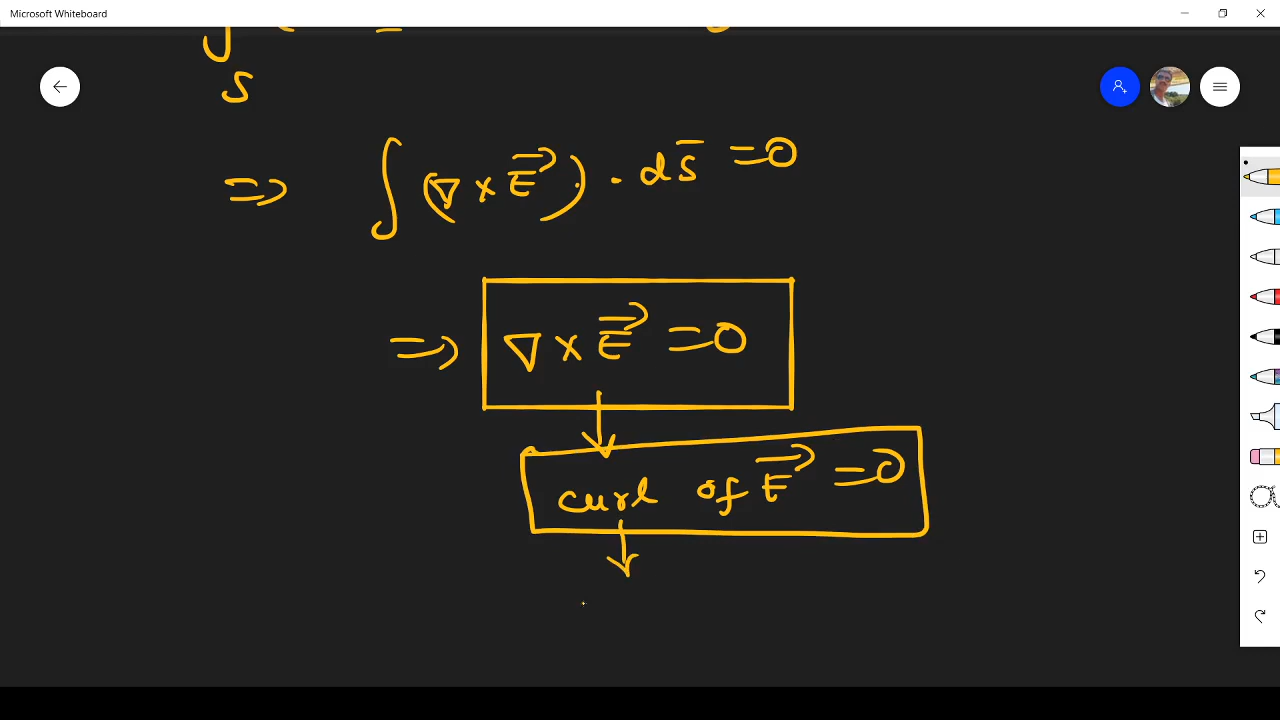 Microsoft Whiteboard
S
=> ∫ (∇ × E⃗) · ds̅ = 0
=> ∇ × E⃗ = 0
curl of E⃗ = 0